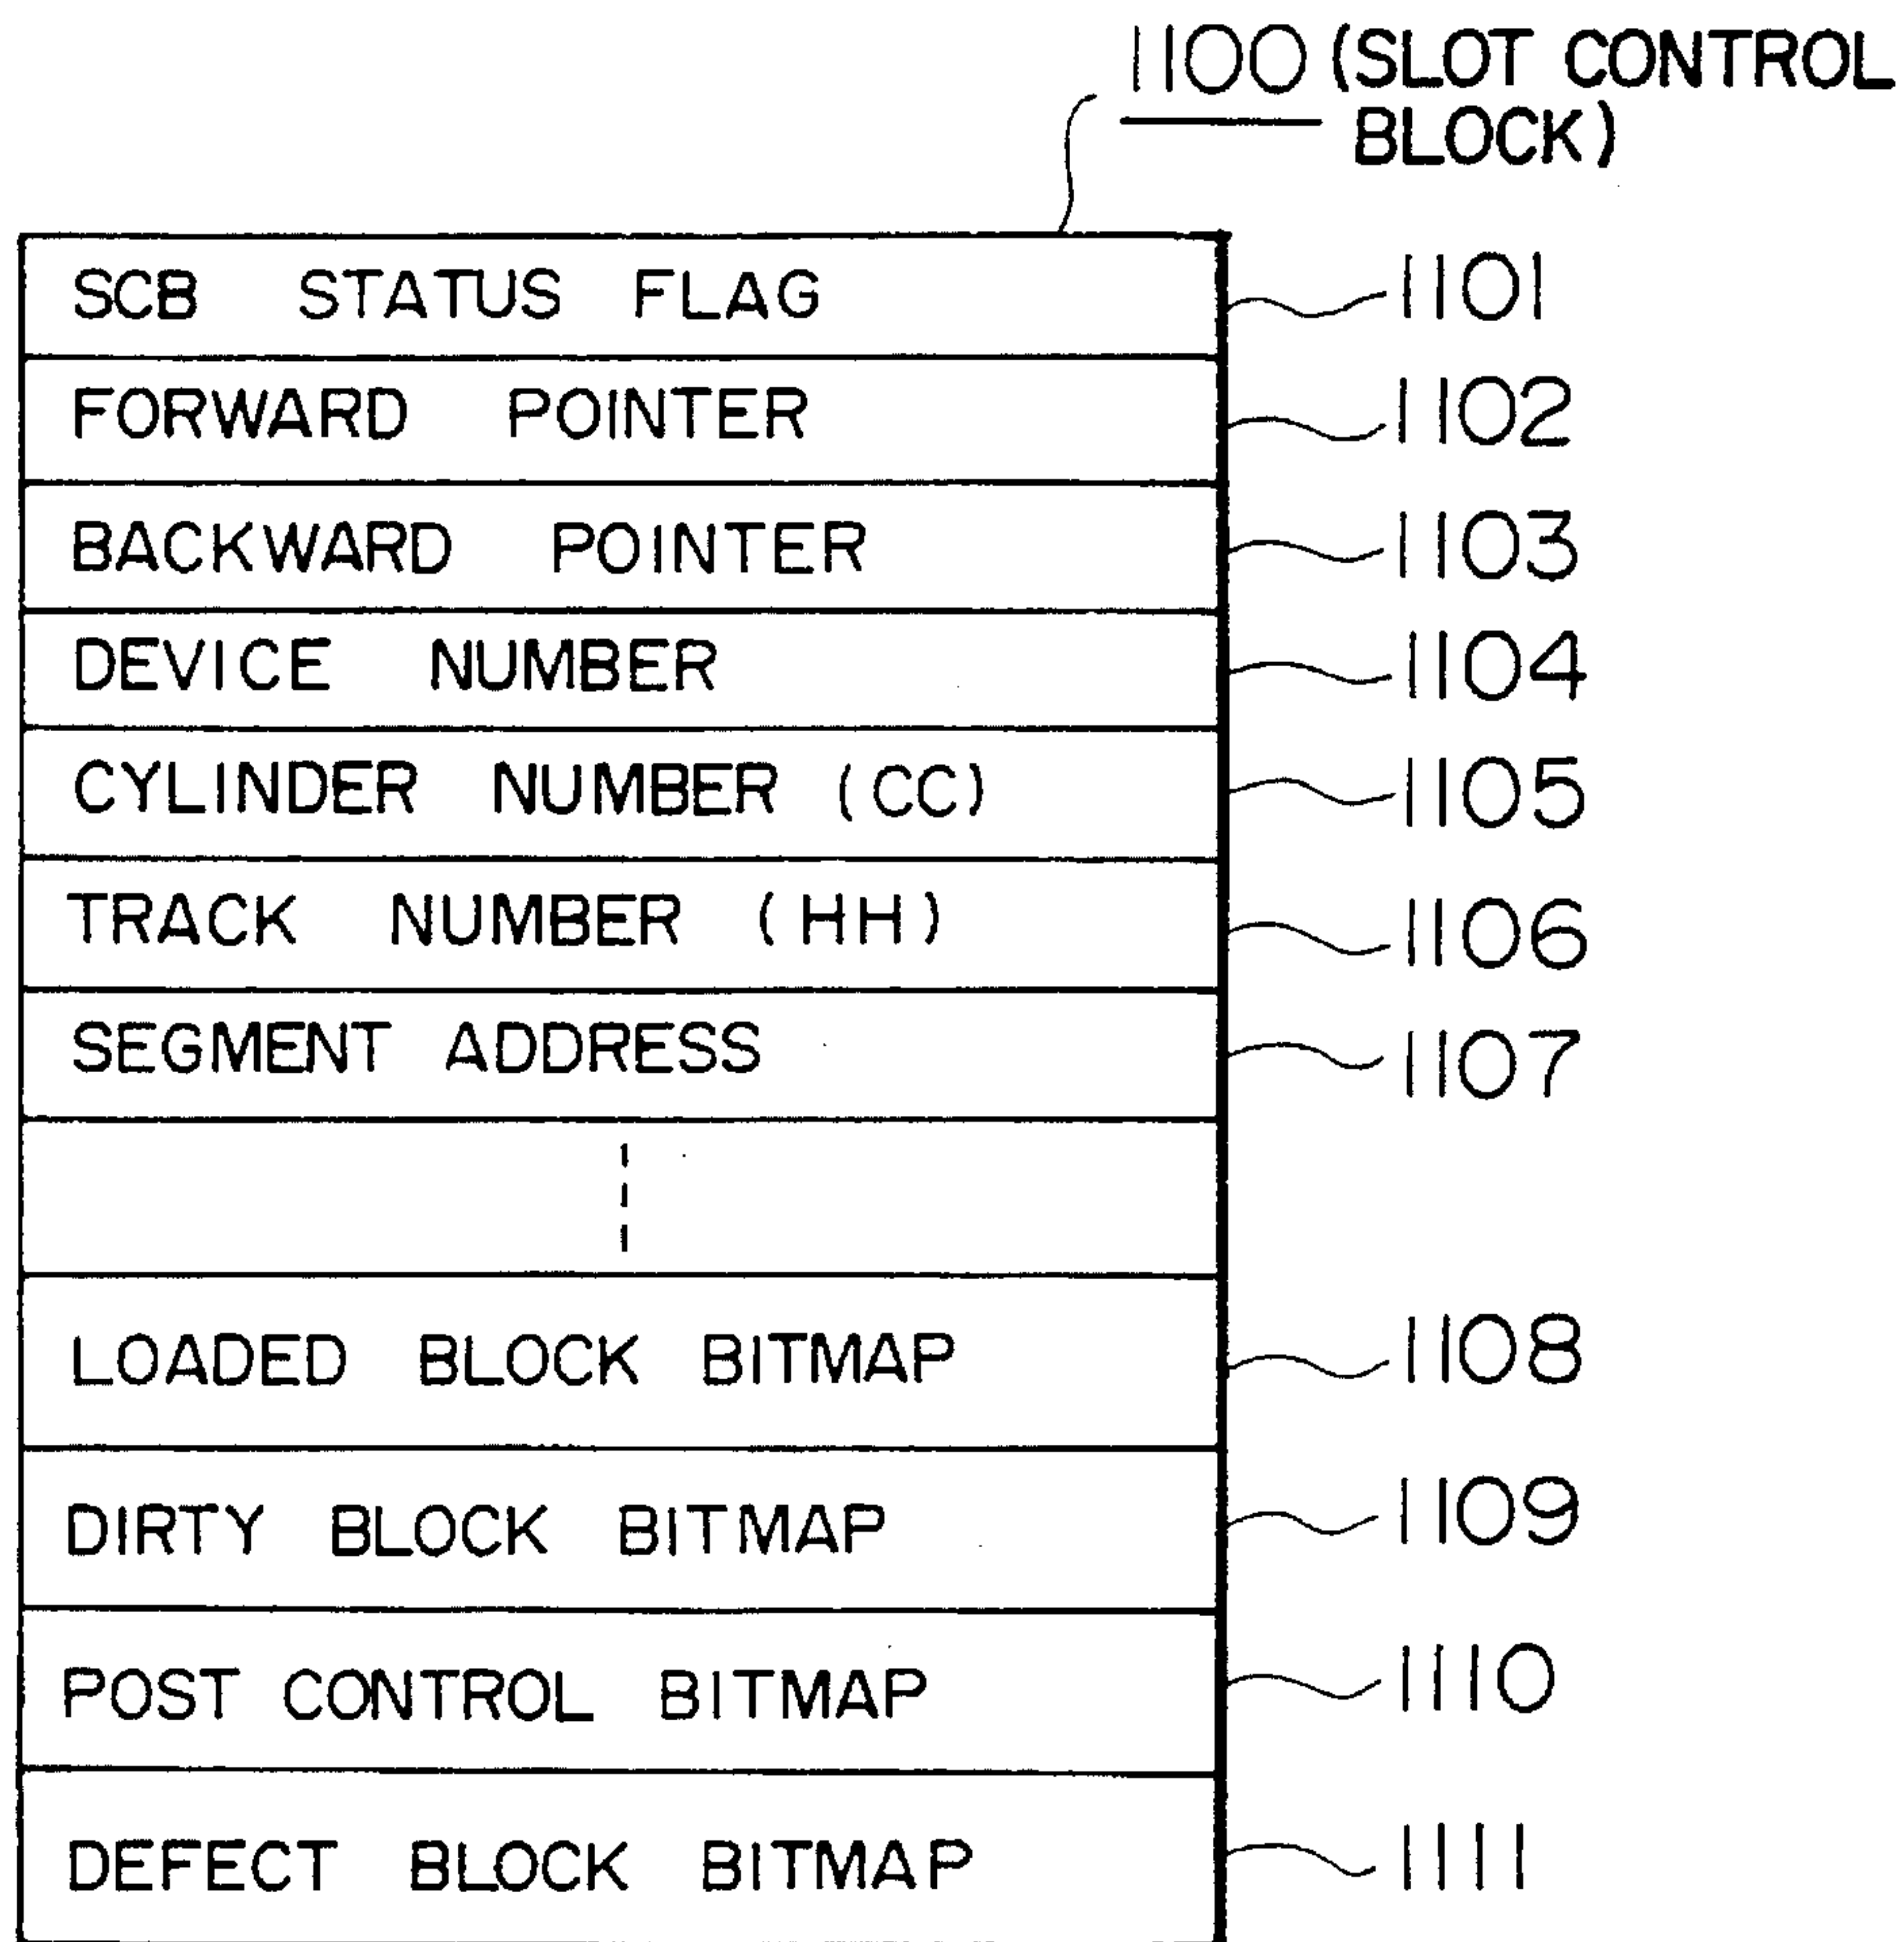 1100 (SLOT CONTROL
BLOCK)
SCB STATUS FLAG 1101
FORWARD POINTER 1102
BACKWARD POINTER 1103
DEVICE NUMBER 1104
CYLINDER NUMBER (CC) 1105
TRACK NUMBER (HH) 1106
SEGMENT ADDRESS 1107
LOADED BLOCK BITMAP 1108
DIRTY BLOCK BITMAP 1109
POST CONTROL BITMAP 1110
DEFECT BLOCK BITMAP 1111